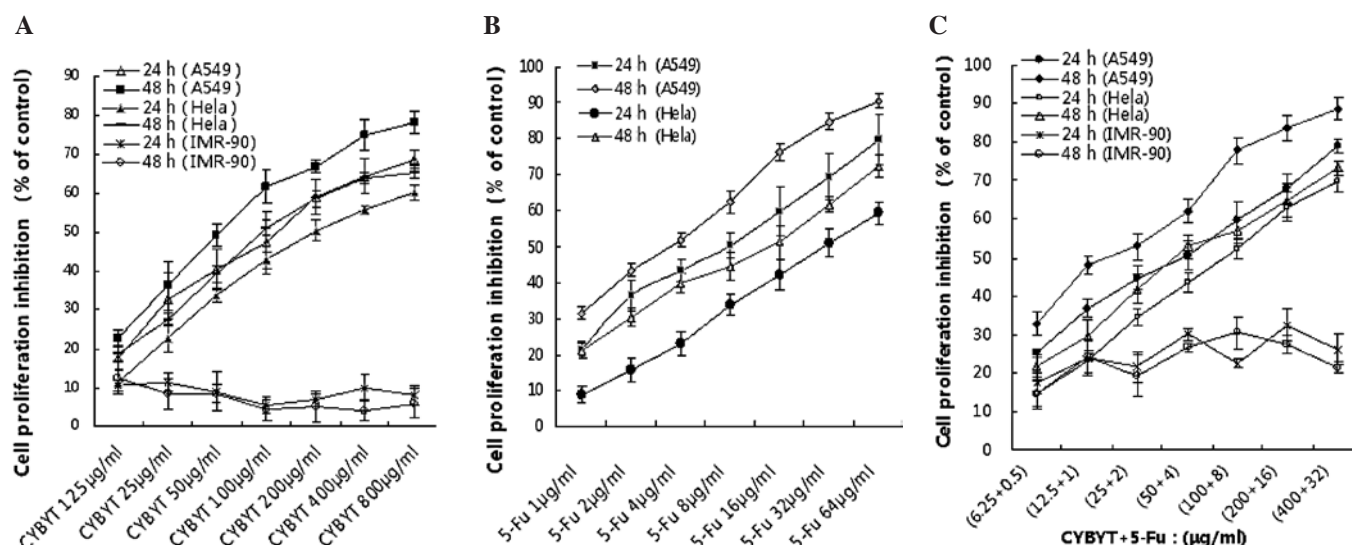 A
Cell proliferation inhibition (% of control)
90
80
70
60
50
40
30
20
10
0
24 h (A549)
48 h (A549)
24 h (Hela)
48 h (Hela)
24 h (IMR-90)
48 h (IMR-90)
CYBYT 125μg/ml
CYBYT 25μg/ml
CYBYT 50μg/ml
CYBYT 100μg/ml
CYBYT 200μg/ml
CYBYT 400μg/ml
CYBYT 800μg/ml
B
Cell proliferation inhibition (% of control)
100
90
80
70
60
50
40
30
20
10
0
24 h (A549)
48 h (A549)
24 h (Hela)
48 h (Hela)
5-Fu 1μg/ml
5-Fu 2μg/ml
5-Fu 4μg/ml
5-Fu 8μg/ml
5-Fu 16μg/ml
5-Fu 32μg/ml
5-Fu 64μg/ml
C
Cell proliferation inhibition (% of control)
100
90
80
70
60
50
40
30
20
10
0
24 h (A549)
48 h (A549)
24 h (Hela)
48 h (Hela)
24 h (IMR-90)
48 h (IMR-90)
(625+0.5)
(12.5+1)
(25+2)
(50+4)
(100+8)
(200+16)
(400+32)
CYBYT+5-Fu : (μg/ml)